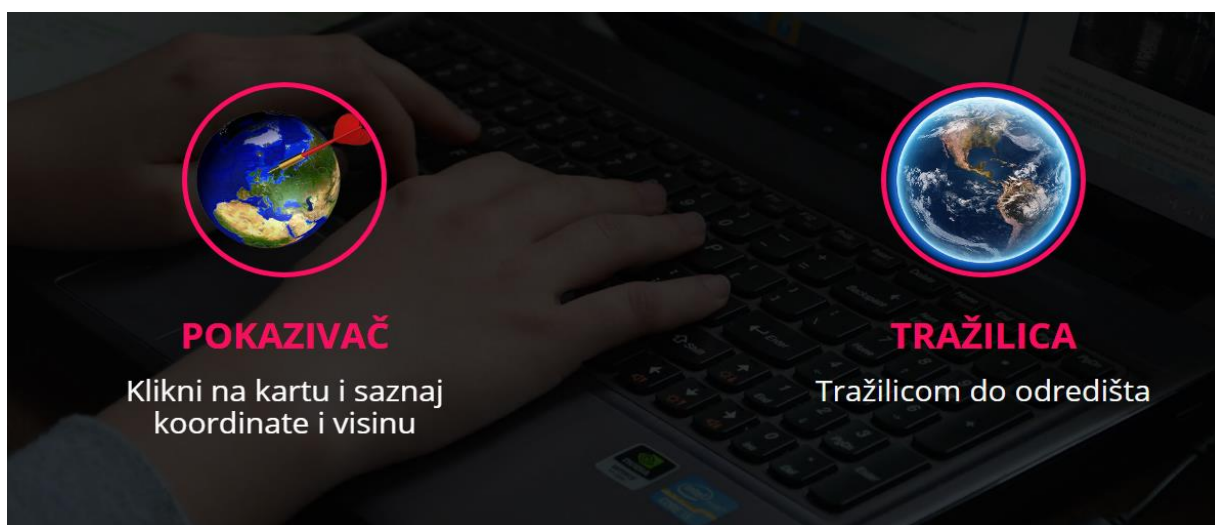 POKAZIVAČ
Klikni na kartu i saznaj
koordinate i visinu
TRAŽILICA
Tražilicom do odredišta